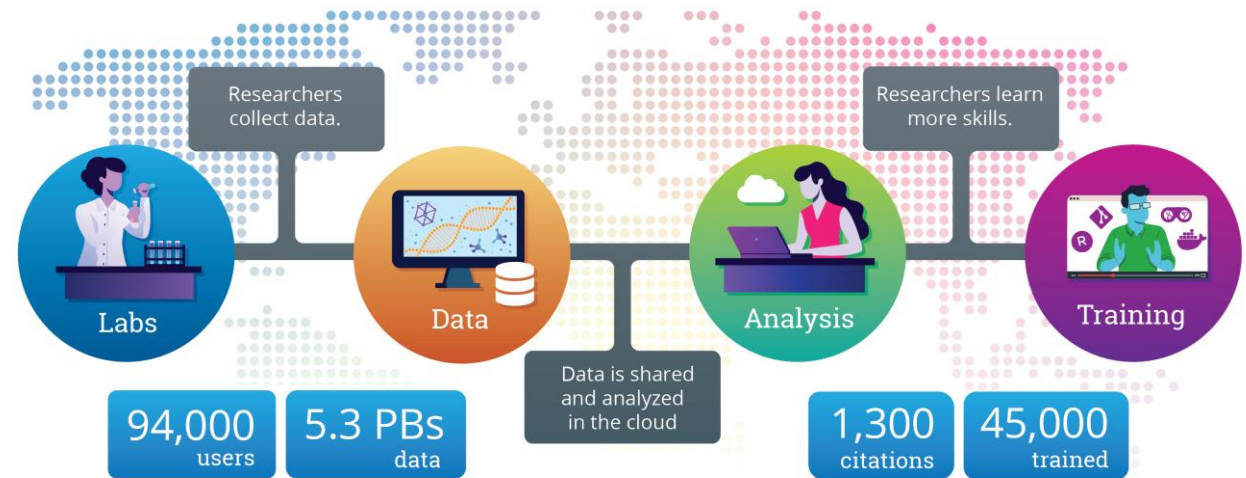 Researchers
collect data.
Researchers learn
more skills.
Labs
Data
Analysis
R
Training
Data is shared
and analyzed
in the cloud
94,000
users
5.3 PBs
data
1,300
citations
45,000
trained